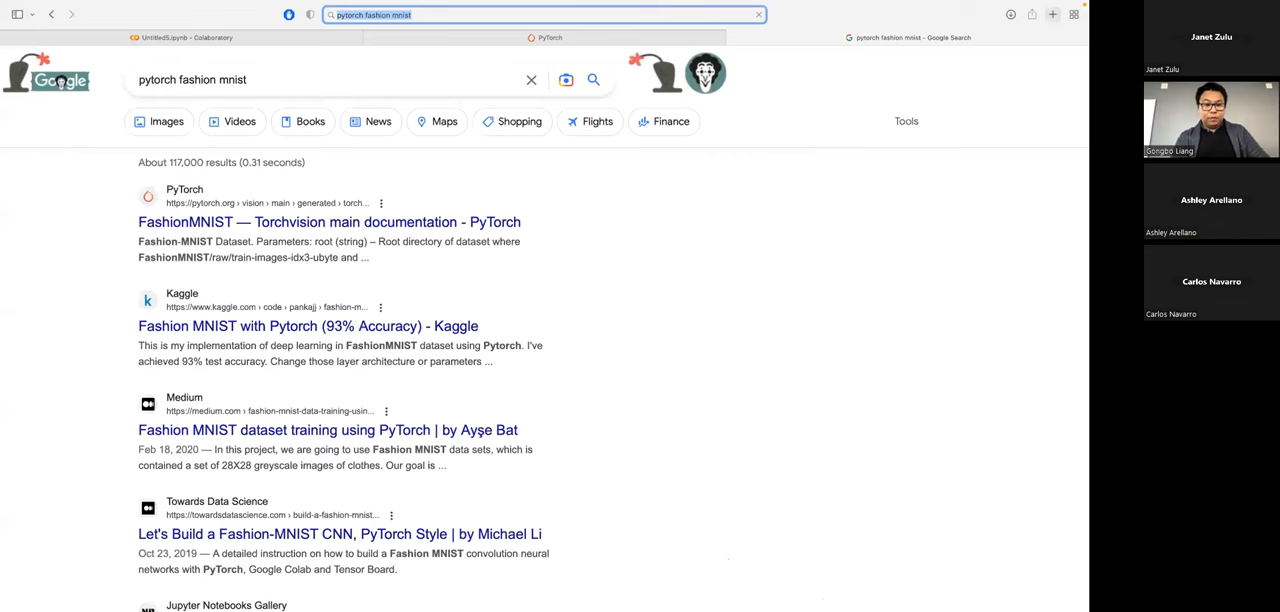 pytorch fashion mnist
Untitled5.ipynb - Colaboratory
PyTorch
pytorch fashion mnist - Google Search
Google
pytorch fashion mnist
Images
Videos
Books
News
Maps
Shopping
Flights
Finance
Tools
About 117,000 results (0.31 seconds)
PyTorch
https://pytorch.org › vision › main › generated › torch...
FashionMNIST — Torchvision main documentation - PyTorch
Fashion-MNIST Dataset. Parameters: root (string) – Root directory of dataset where
FashionMNIST/raw/train-images-idx3-ubyte and ...
k
Kaggle
https://www.kaggle.com › code › pankajj › fashion-m...
Fashion MNIST with Pytorch (93% Accuracy) - Kaggle
This is my implementation of deep learning in FashionMNIST dataset using Pytorch. I've
achieved 93% test accuracy. Change those layer architecture or parameters ...
Medium
https://medium.com › fashion-mnist-data-training-usin...
Fashion MNIST dataset training using PyTorch | by Ayşe Bat
Feb 18, 2020 — In this project, we are going to use Fashion MNIST data sets, which is
contained a set of 28X28 greyscale images of clothes. Our goal is ...
Towards Data Science
https://towardsdatascience.com › build-a-fashion-mnist...
Let's Build a Fashion-MNIST CNN, PyTorch Style | by Michael Li
Oct 23, 2019 — A detailed instruction on how to build a Fashion MNIST convolution neural
networks with PyTorch, Google Colab and Tensor Board.
Jupyter Notebooks Gallery
Janet Zulu
Janet Zulu
Gongbo Liang
Ashley Arellano
Ashley Arellano
Carlos Navarro
Carlos Navarro